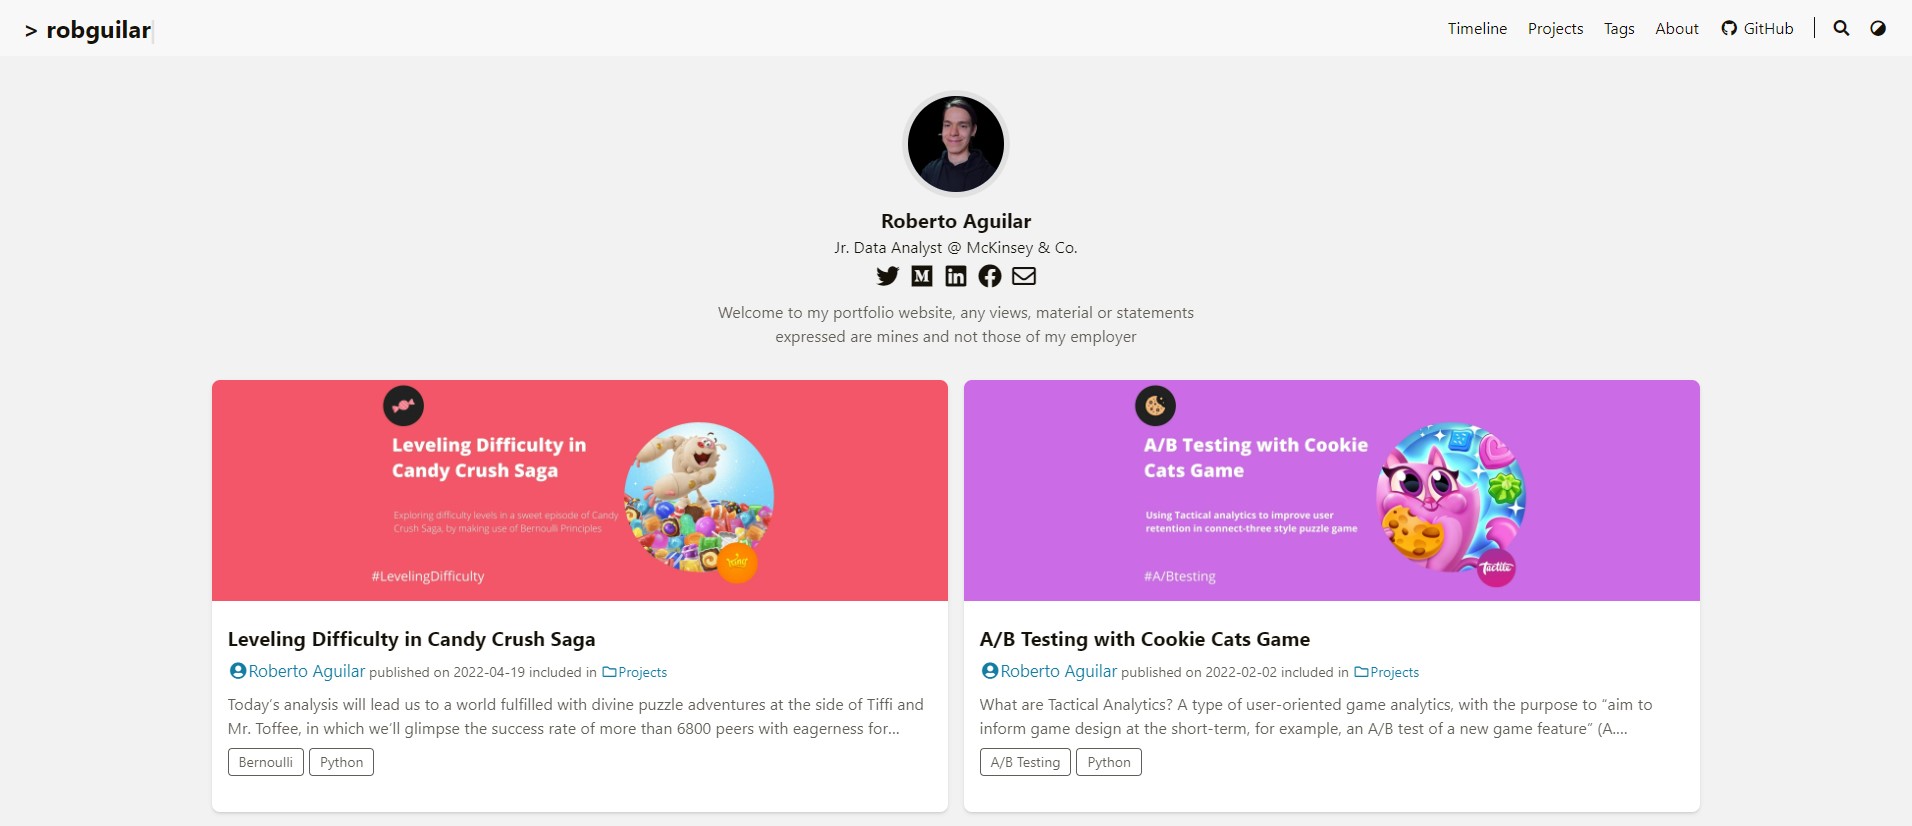 > robguilar
Timeline Projects Tags About GitHub
Roberto Aguilar
Jr. Data Analyst @ McKinsey & Co.
Welcome to my portfolio website, any views, material or statements
expressed are mines and not those of my employer
Leveling Difficulty in
Candy Crush Saga
Exploring difficulty levels in a sweet episode of Candy
Crush Saga, by making use of Bernoulli Principles
King
#LevelingDifficulty
A/B Testing with Cookie
Cats Game
Using Tactical analytics to improve user
retention in connect-three style puzzle game
Tactile
#A/Btesting
Leveling Difficulty in Candy Crush Saga
Roberto Aguilar published on 2022-04-19 included in Projects
Today’s analysis will lead us to a world fulfilled with divine puzzle adventures at the side of Tiffi and
Mr. Toffee, in which we’ll glimpse the success rate of more than 6800 peers with eagerness for...
Bernoulli Python
A/B Testing with Cookie Cats Game
Roberto Aguilar published on 2022-02-02 included in Projects
What are Tactical Analytics? A type of user-oriented game analytics, with the purpose to “aim to
inform game design at the short-term, for example, an A/B test of a new game feature” (A....
A/B Testing Python